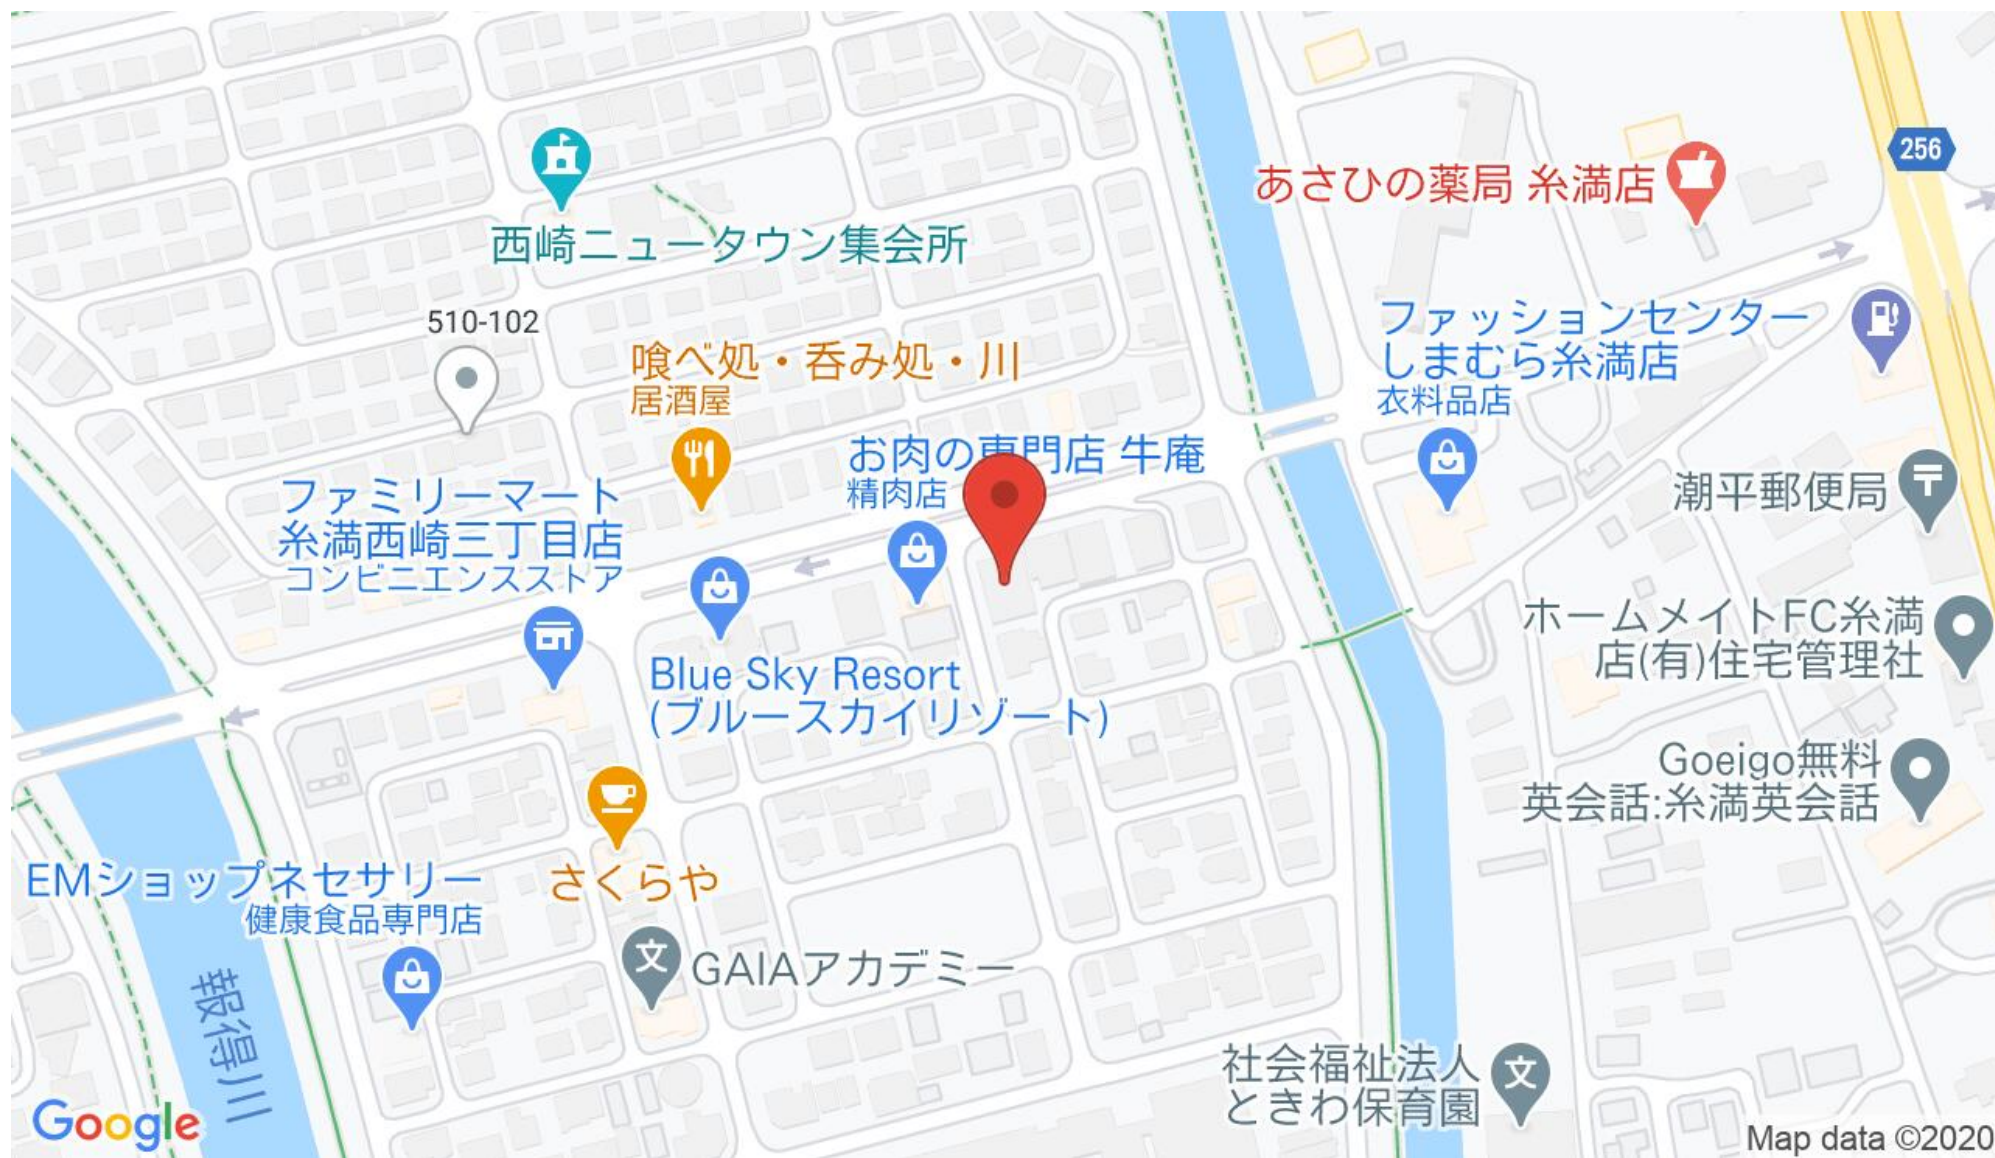 256
あさひの薬局 糸満店
西崎ニュータウン集会所
510-102
ファッションセンター
しまむら糸満店
衣料品店
喰べ処・呑み処・川
居酒屋
お肉の専門店 牛庵
精肉店
潮平郵便局
ファミリーマート
糸満西崎三丁目店
コンビニエンスストア
ホームメイトFC糸満
店(有)住宅管理社
Blue Sky Resort
(ブルースカイリゾート)
Goeigo無料
英会話:糸満英会話
さくらや
EMショップネセサリー
健康食品専門店
文
GAIAアカデミー
報得川
社会福祉法人
ときわ保育園
文
Google
Map data ©2020